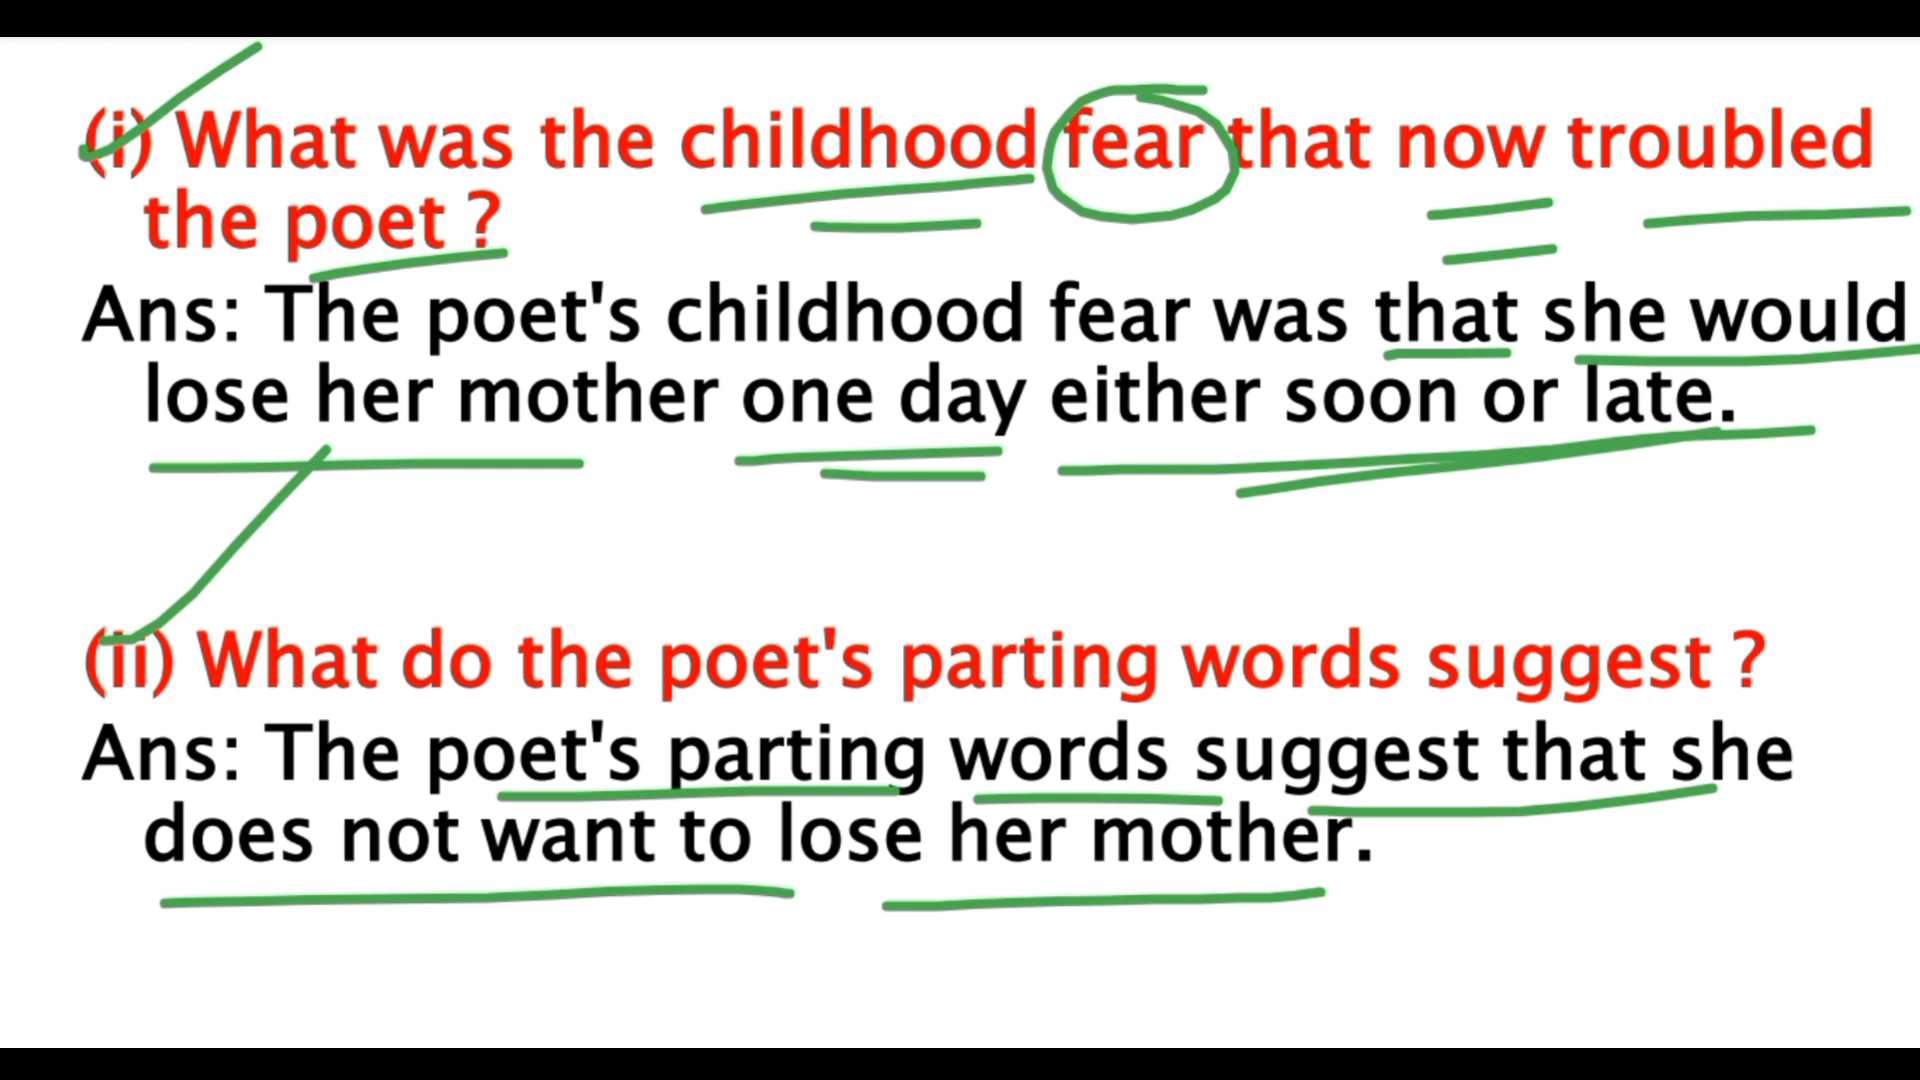 (i) What was the childhood fear that now troubled
the poet ?
Ans: The poet's childhood fear was that she would
lose her mother one day either soon or late.
(ii) What do the poet's parting words suggest ?
Ans: The poet's parting words suggest that she
does not want to lose her mother.